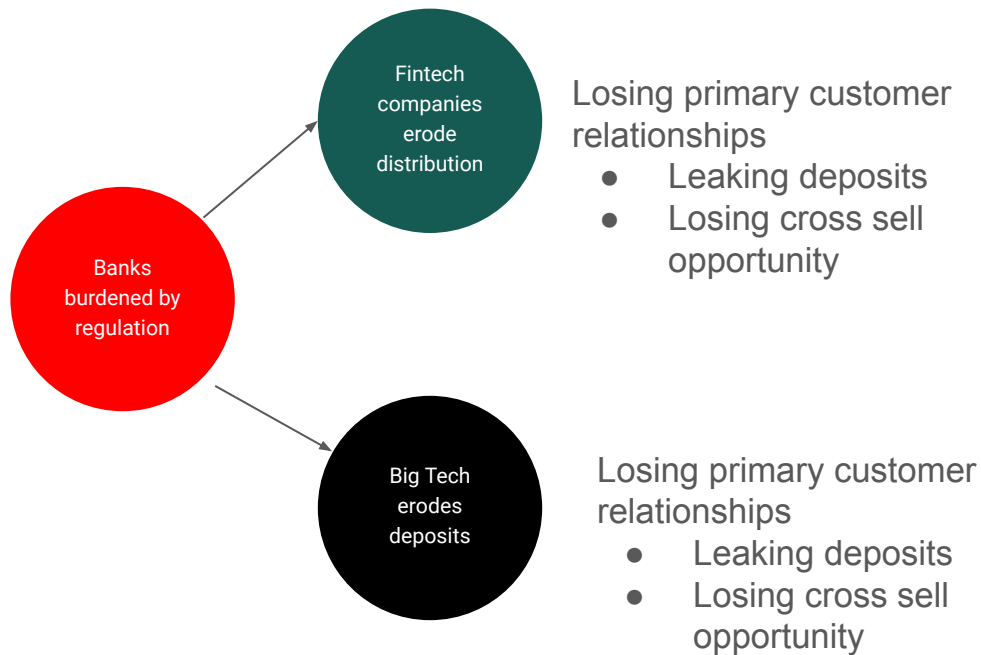 Fintech
companies
erode
distribution
Losing primary customer
relationships
● Leaking deposits
● Losing cross sell
opportunity
Banks
burdened by
regulation
Big Tech
erodes
deposits
Losing primary customer
relationships
● Leaking deposits
● Losing cross sell
opportunity